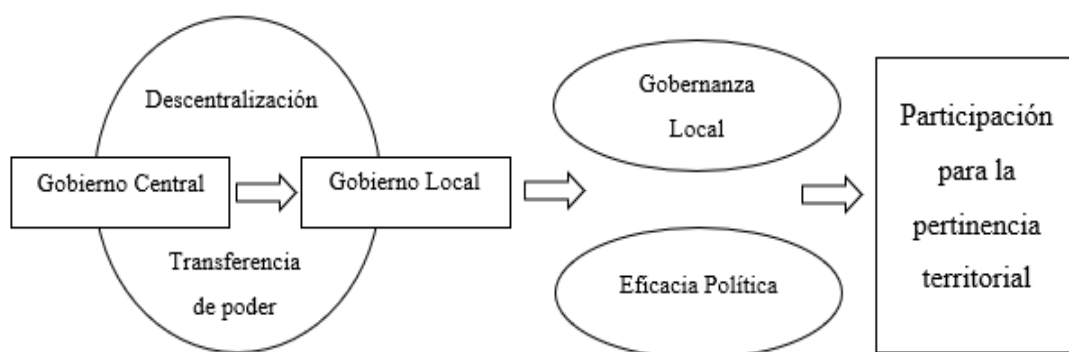 Descentralización
Gobierno Central
Gobierno Local
Transferencia
de poder
Gobernanza
Local
Eficacia Política
Participación
para la
pertinencia
territorial